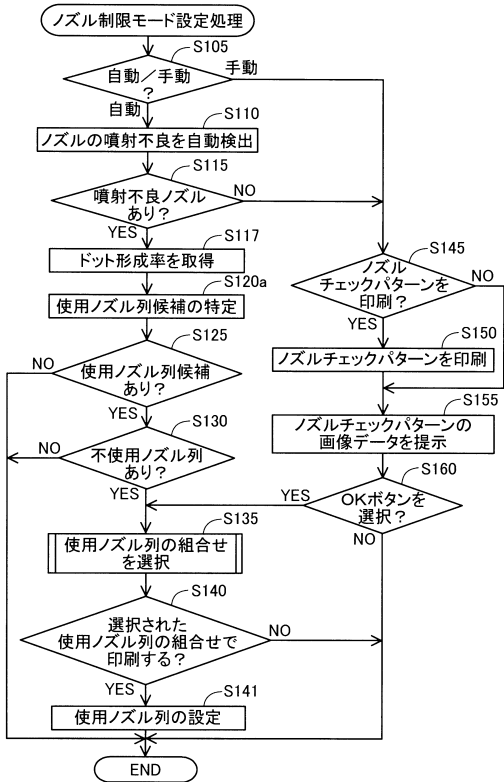 ノズル制限モード設定処理
S105
自動／手動
？
手動
自動
S110
ノズルの噴射不良を自動検出
S115
噴射不良ノズル
あり？
NO
YES
S117
ドット形成率を取得
S120a
使用ノズル列候補の特定
S125
使用ノズル列候補
あり？
NO
YES
S130
不使用ノズル列
あり？
NO
YES
S135
使用ノズル列の組合せ
を選択
S140
選択された
使用ノズル列の組合せで
印刷する？
NO
YES
S141
使用ノズル列の設定
END
S145
ノズル
チェックパターンを
印刷？
NO
YES
S150
ノズルチェックパターンを印刷
S155
ノズルチェックパターンの
画像データを提示
S160
OKボタンを
選択？
YES
NO